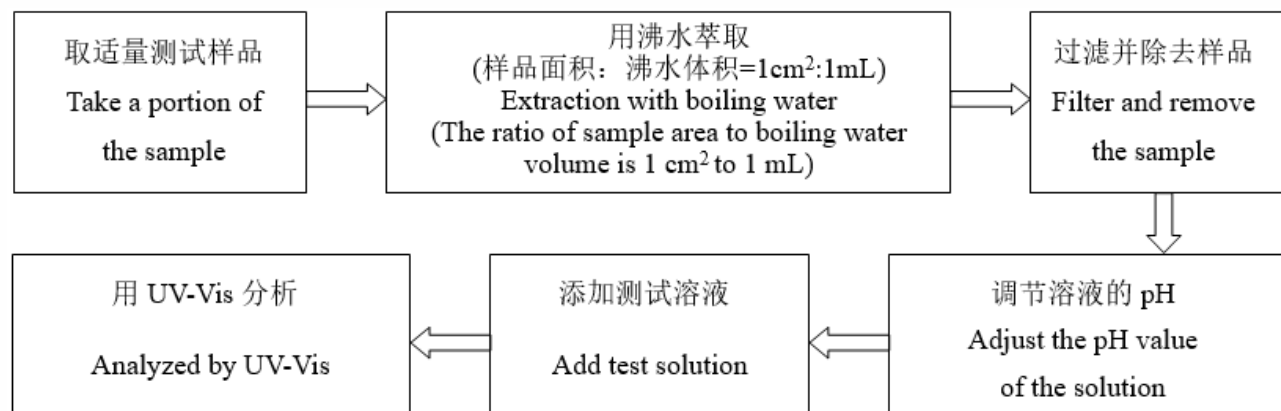 取适量测试样品
Take a portion of
the sample
用沸水萃取
(样品面积：沸水体积=1cm²:1mL)
Extraction with boiling water
(The ratio of sample area to boiling water
volume is 1 cm² to 1 mL)
过滤并除去样品
Filter and remove
the sample
调节溶液的 pH
Adjust the pH value
of the solution
添加测试溶液
Add test solution
用 UV-Vis 分析
Analyzed by UV-Vis